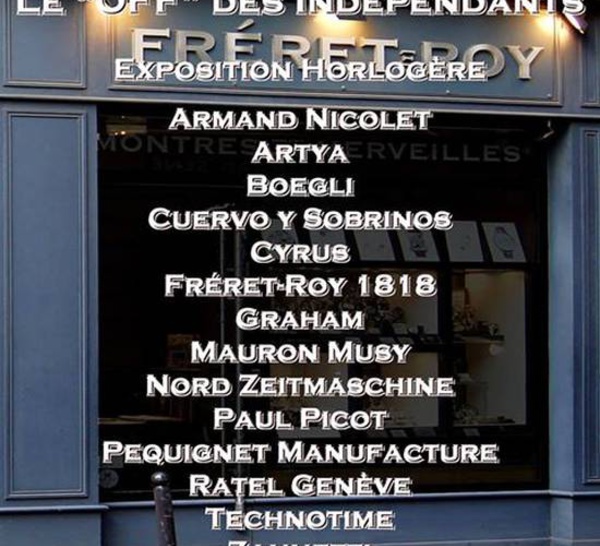 Le "Off" des Indépendants
FRÉRET-ROY
Exposition Horlogère
Armand Nicolet
MONTRES MERVEILLES
Artya
Boegli
Cuervo y Sobrinos
Cyrus
Fréret-Roy 1818
Graham
Mauron Musy
Nord Zeitmaschine
Paul Picot
Pequignet Manufacture
Ratel Genève
Technotime